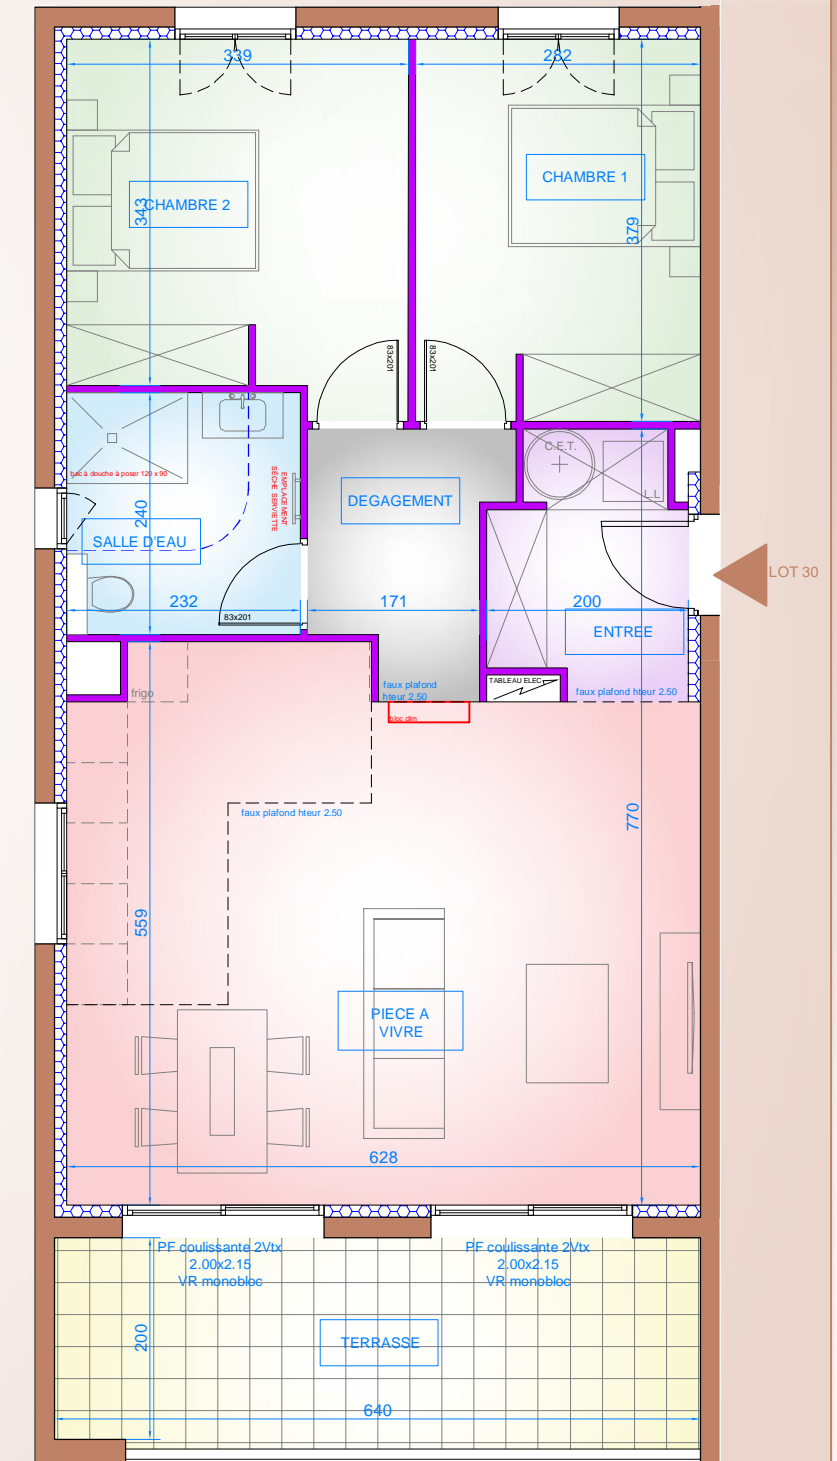 339
282
CHAMBRE 1
343
CHAMBRE 2
379
83x201
83x201
C.E.T.
bac à douche à poser 120 x 90
EMPLACEMENT
SÈCHE SERVIETTE
L.L
DEGAGEMENT
240
SALLE D'EAU
LOT 30
232
171
200
83x201
ENTREE
TABLEAU ELEC
frigo
faux plafond
hteur 2.50
faux plafond hteur 2.50
bloc clim
faux plafond hteur 2.50
770
559
PIECE A
VIVRE
628
PF coulissante 2Vtx
2.00x2.15
VR monobloc
PF coulissante 2Vtx
2.00x2.15
VR monobloc
200
TERRASSE
640